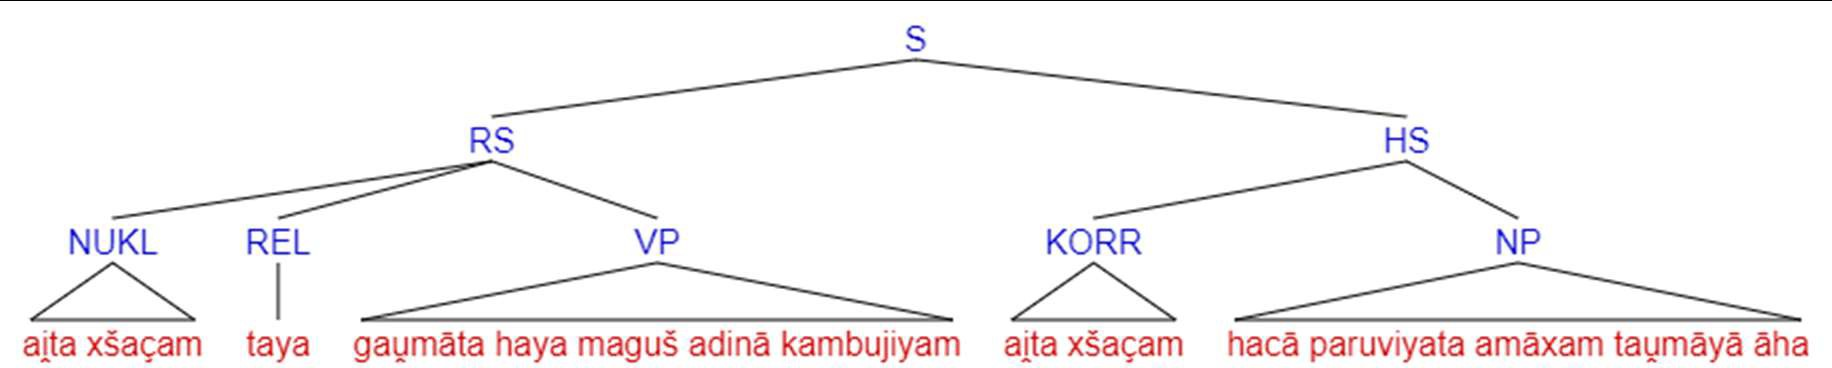 S
RS HS
NUKL REL VP KORR NP
ai̯ta xšaçam taya gau̯māta haya maguš adinā kambujiyam ai̯ta xšaçam hacā paruviyata amāxam tau̯māyā āha